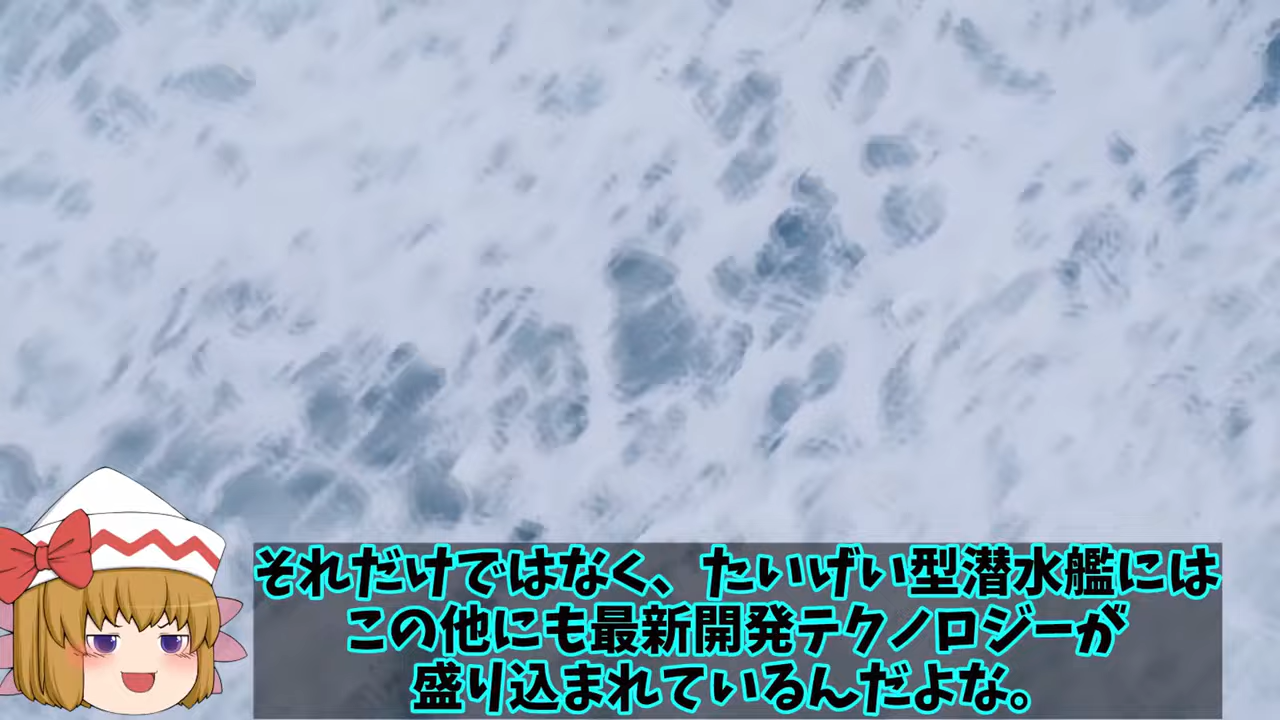 それだけではなく、たいげい型潜水艦には
この他にも最新開発テクノロジーが
盛り込まれているんだよな。